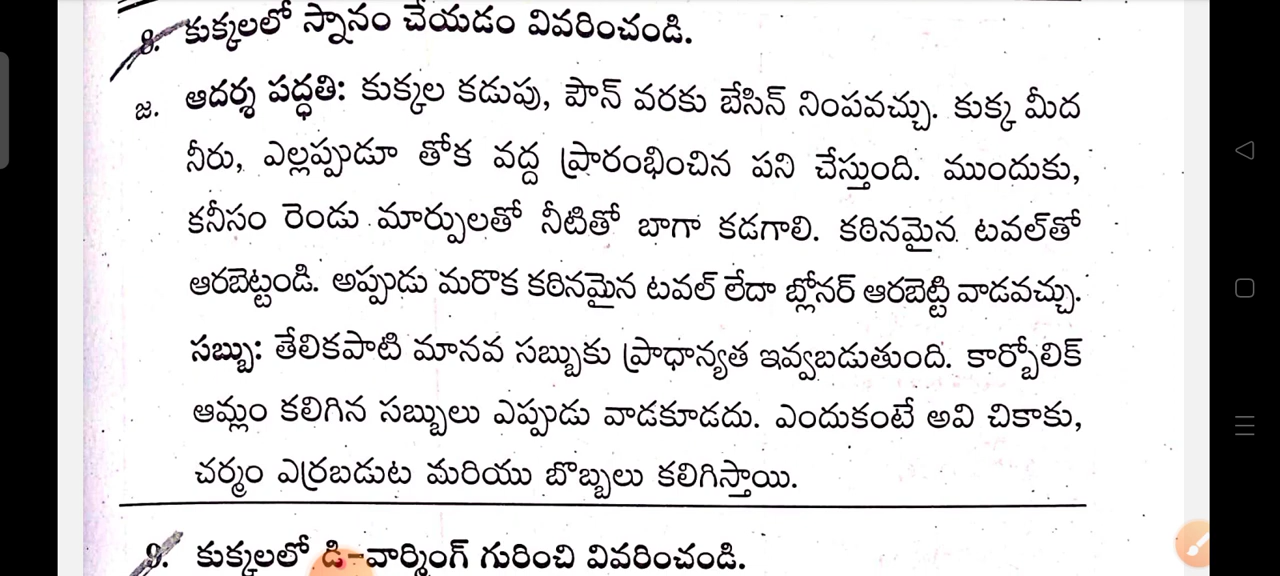 8. కుక్కలలో స్నానం చేయడం వివరించండి.
జ. ఆదర్శ పద్ధతి: కుక్కల కడుపు, పౌన్ వరకు బేసిన్ నింపవచ్చు. కుక్క మీద
నీరు, ఎల్లప్పుడూ తోక వద్ద ప్రారంభించిన పని చేస్తుంది. ముందుకు,
కనీసం రెండు మార్పులతో నీటితో బాగా కడగాలి. కఠినమైన టవల్‌తో
ఆరబెట్టండి. అప్పుడు మరొక కఠినమైన టవల్ లేదా బ్లోనర్ ఆరబెట్టి వాడవచ్చు.
సబ్బు: తేలికపాటి మానవ సబ్బుకు ప్రాధాన్యత ఇవ్వబడుతుంది. కార్బోలిక్
ఆమ్లం కలిగిన సబ్బులు ఎప్పుడు వాడకూడదు. ఎందుకంటే అవి చికాకు,
చర్మం ఎర్రబడుట మరియు బొబ్బలు కలిగిస్తాయి.
9. కుక్కలలో డి-వార్మింగ్ గురించి వివరించండి.